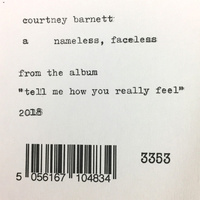 courtney barnett
a nameless, faceless
from the album
"tell me how you really feel"
2018
3353
5 056167 104834